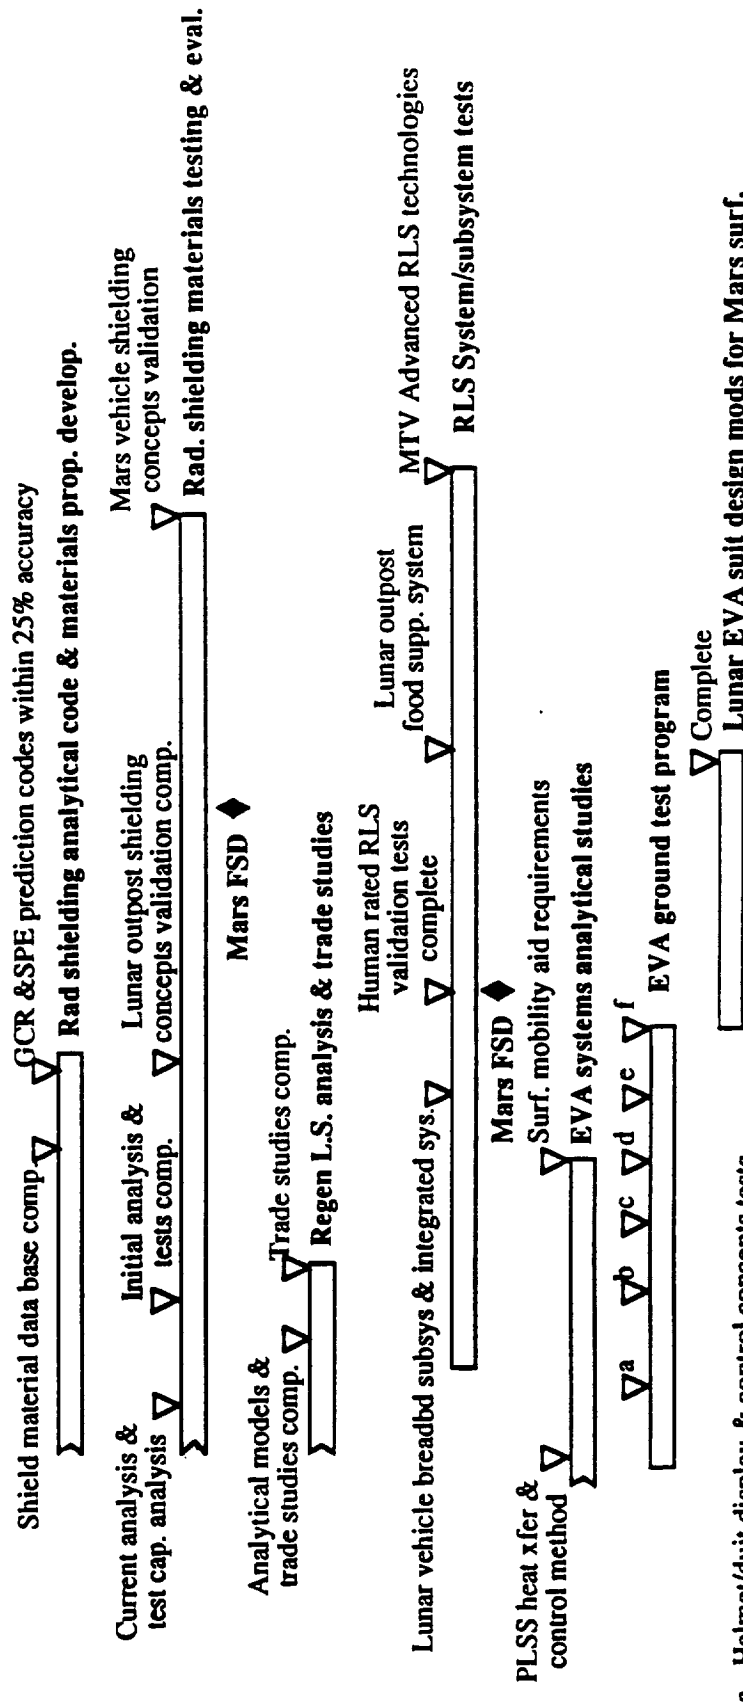 GCR &SPE prediction codes within 25% accuracy
Shield material data base comp.
Rad shielding analytical code & materials prop. develop.
Current analysis &
test cap. analysis
Initial analysis &
tests comp.
Lunar outpost shielding
concepts validation comp.
Mars vehicle shielding
concepts validation
Rad. shielding materials testing & eval.
Mars FSD
Analytical models &
trade studies comp.
Trade studies comp.
Regen L.S. analysis & trade studies
Lunar vehicle breadbd subsys & integrated sys.
Human rated RLS
validation tests
complete
Lunar outpost
food supp. system
MTV Advanced RLS technologies
RLS System/subsystem tests
Mars FSD
PLSS heat xfer &
control method
Surf. mobility aid requirements
EVA systems analytical studies
a b c d e f
EVA ground test program
Complete
Lunar EVA suit design mods for Mars surf.